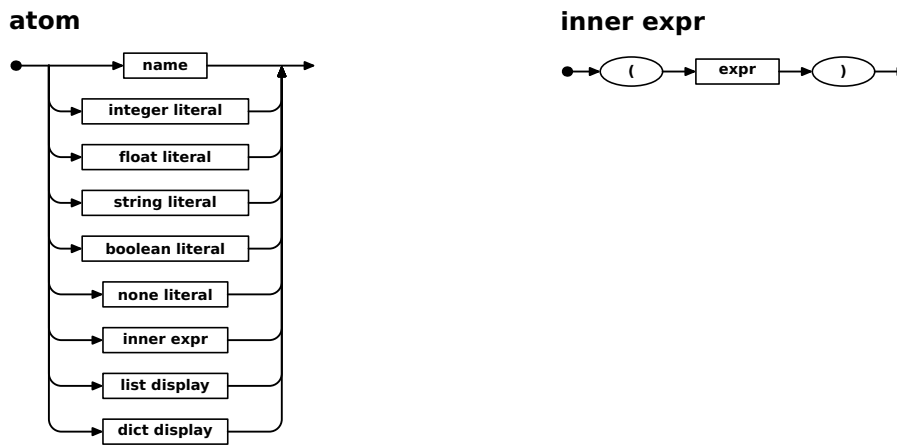 atom
name
integer literal
float literal
string literal
boolean literal
none literal
inner expr
list display
dict display
inner expr
( expr )